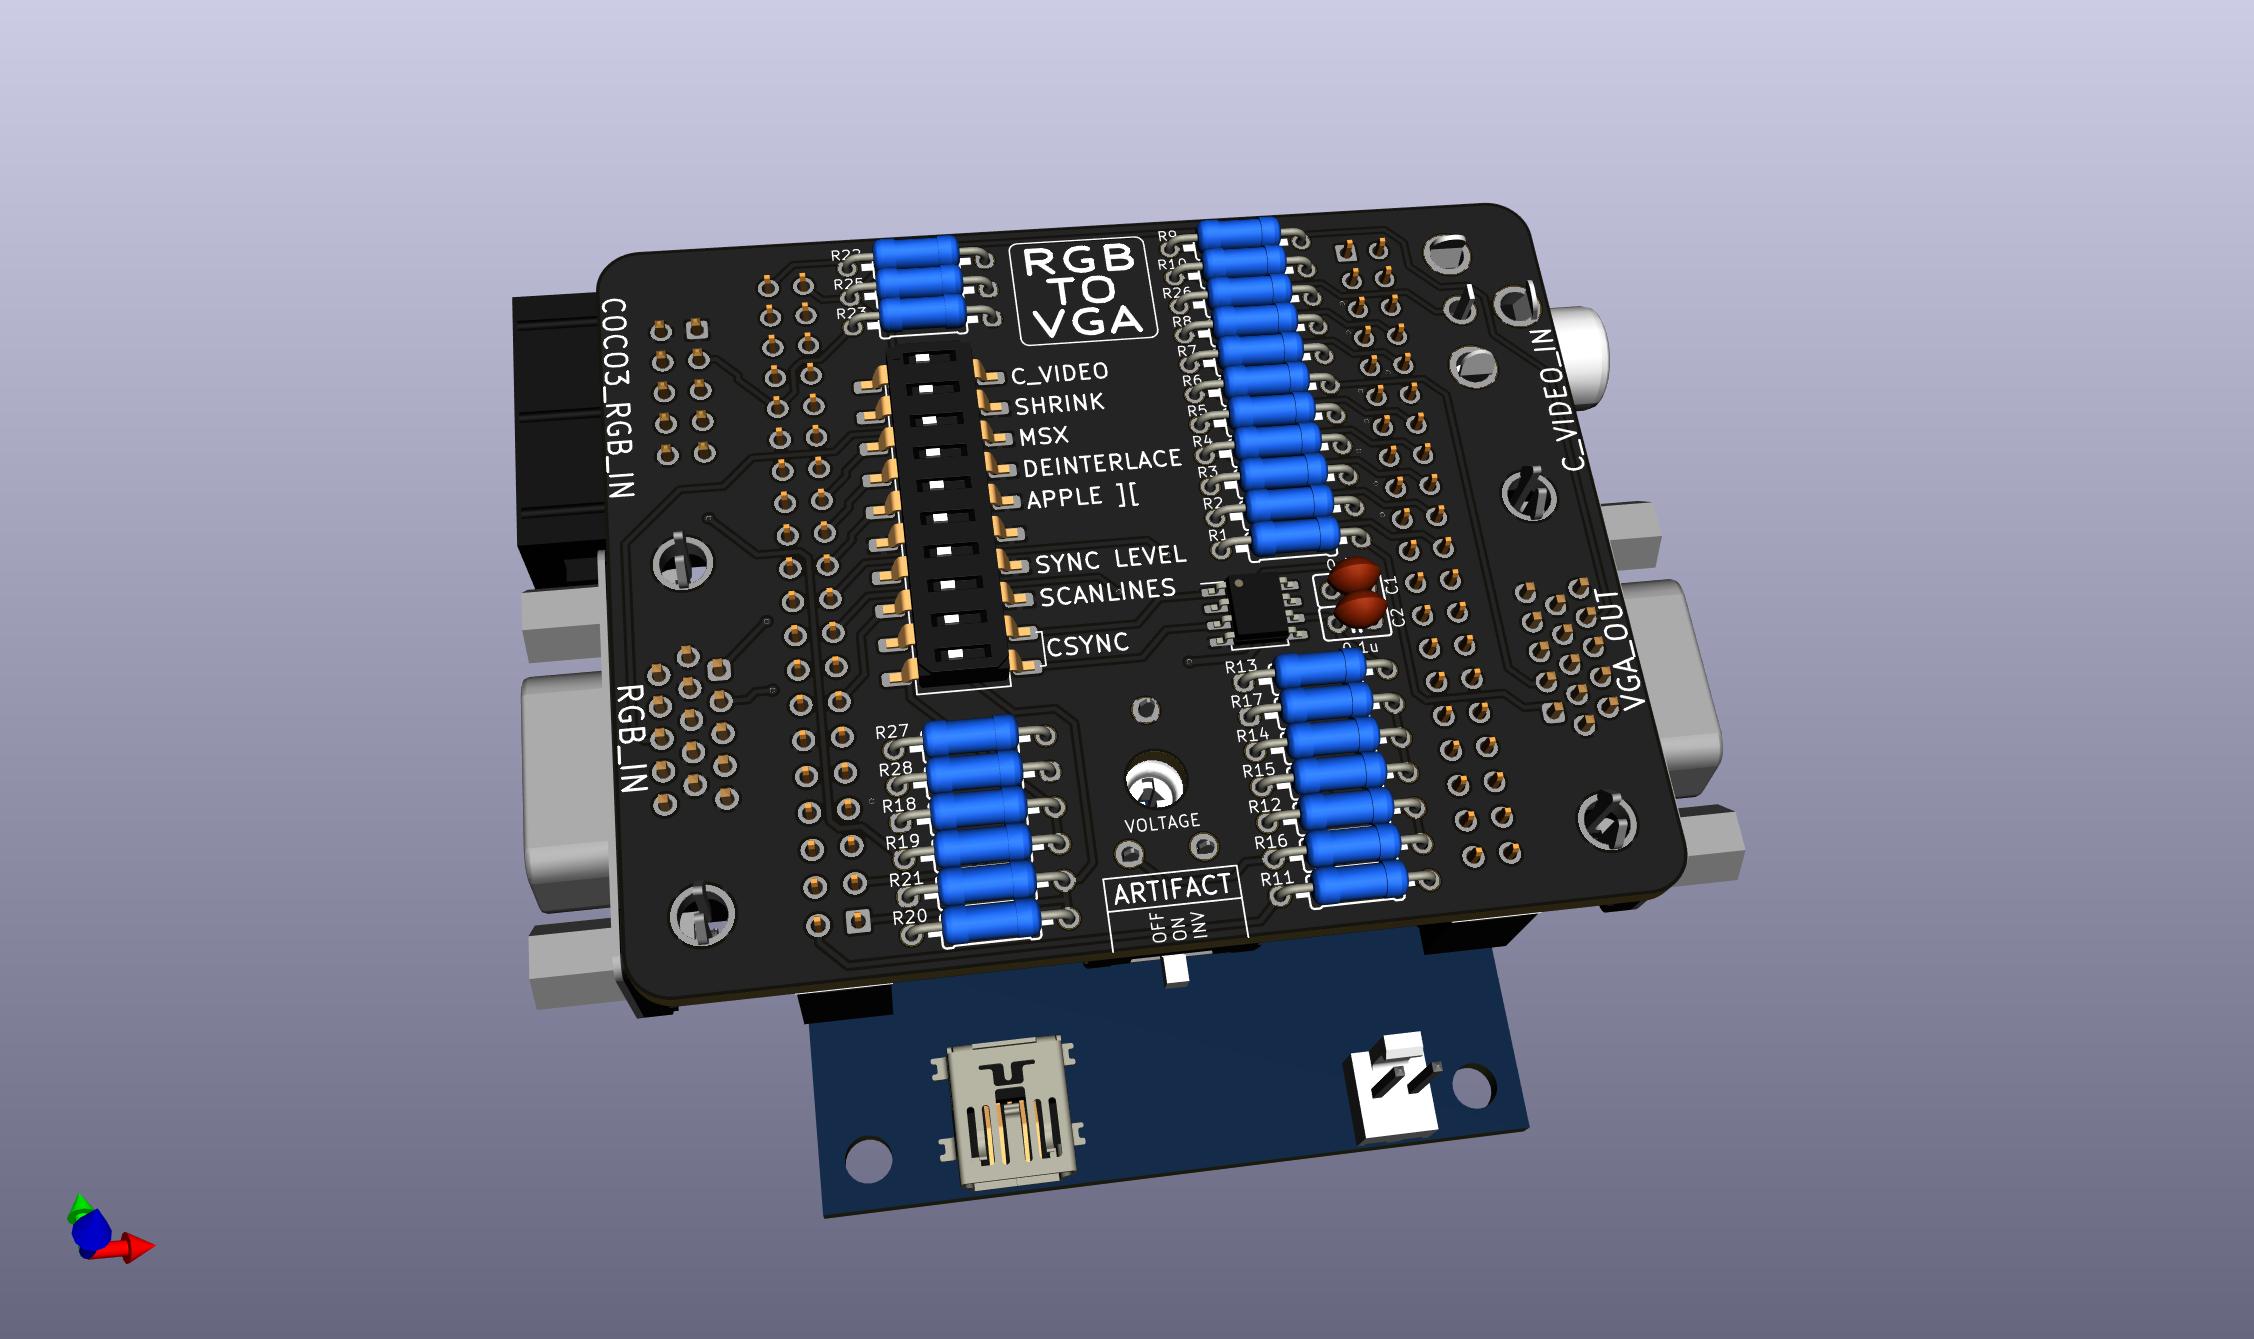 RGB
TO
VGA
COCO3_RGB_IN
RGB_IN
C_VIDEO_IN
VGA_OUT
R25
R23
C_VIDEO
SHRINK
MSX
DEINTERLACE
APPLE ][
SYNC LEVEL
SCANLINES
CSYNC
R9
R10
R26
R8
R7
R6
R5
R4
R3
R2
R1
C1
C2
0.1u
R13
R17
R14
R15
R12
R16
R11
R27
R28
R18
R19
R21
R20
VOLTAGE
ARTIFACT
OFF
ON
INV